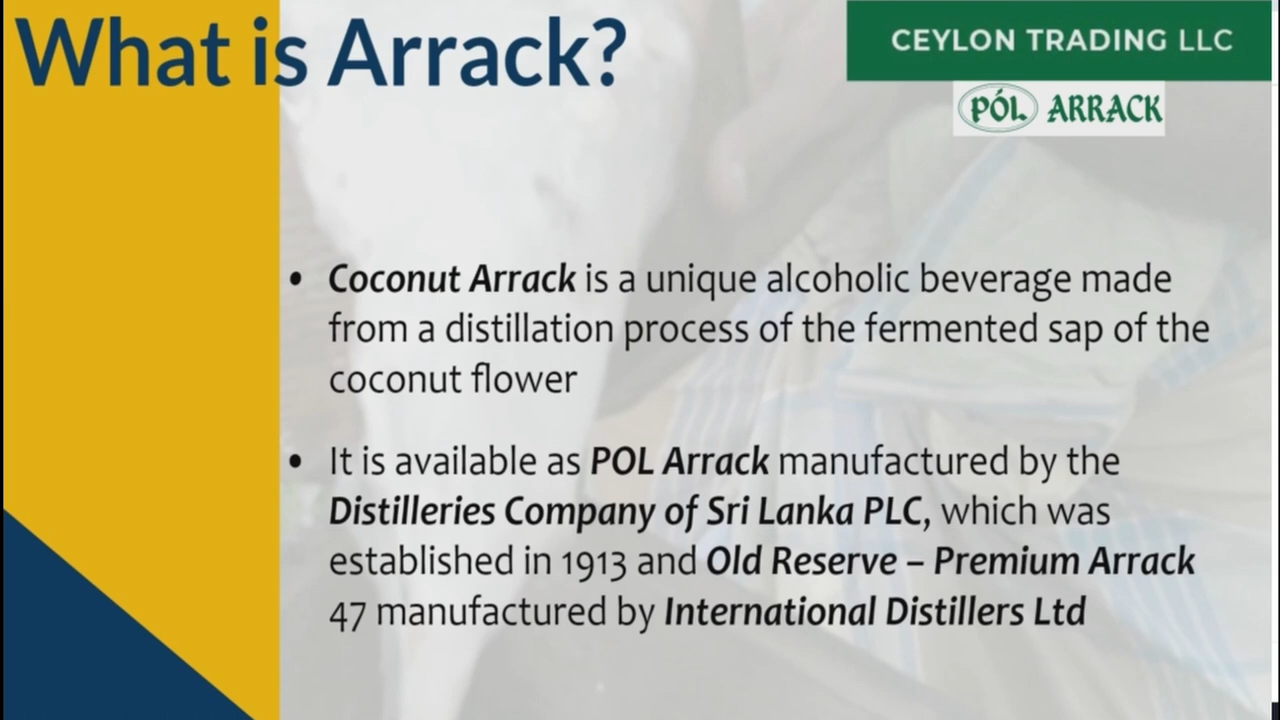 What is Arrack?
CEYLON TRADING LLC
PÓL ARRACK
• Coconut Arrack is a unique alcoholic beverage made
from a distillation process of the fermented sap of the
coconut flower
• It is available as POL Arrack manufactured by the
Distilleries Company of Sri Lanka PLC, which was
established in 1913 and Old Reserve – Premium Arrack
47 manufactured by International Distillers Ltd